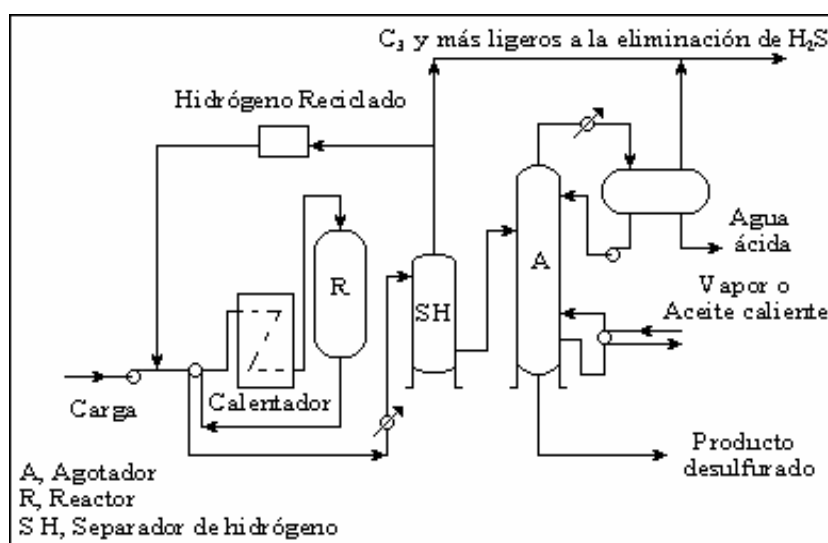 C₃ y más ligeros a la eliminación de H₂S
Hidrógeno Reciclado
R
SH
A
Agua
ácida
Vapor o
Aceite caliente
Carga
Calentador
Producto
desulfurado
A, Agotador
R, Reactor
S H, Separador de hidrógeno